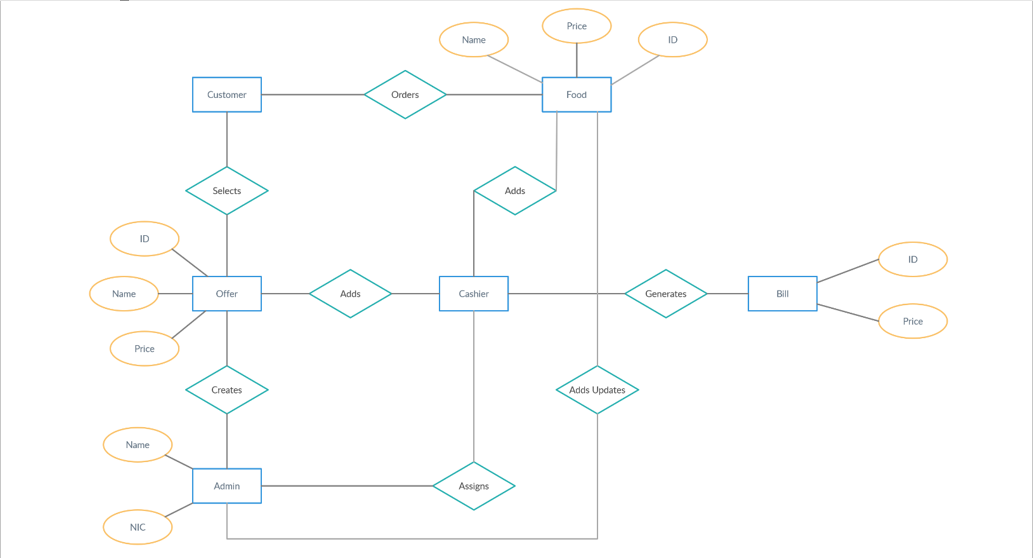 Price
Name
ID
Customer
Orders
Food
Selects
Adds
ID
ID
Name
Offer
Adds
Cashier
Generates
Bill
Price
Price
Creates
Adds Updates
Name
Admin
Assigns
NIC